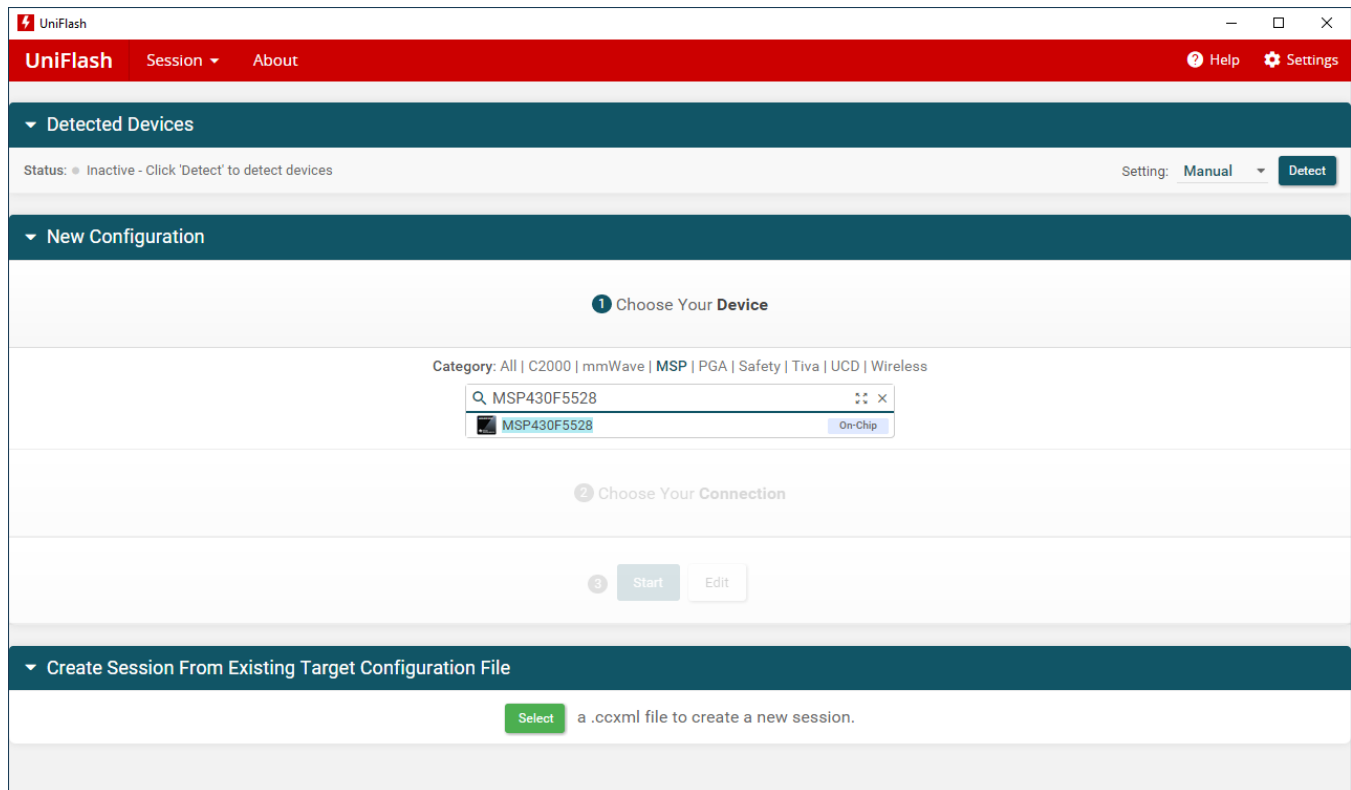 UniFlash
UniFlash Session About Help Settings
Detected Devices
Status: Inactive - Click 'Detect' to detect devices Setting: Manual Detect
New Configuration
1 Choose Your Device
Category: All | C2000 | mmWave | MSP | PGA | Safety | Tiva | UCD | Wireless
MSP430F5528
MSP430F5528 On-Chip
2 Choose Your Connection
3 Start Edit
Create Session From Existing Target Configuration File
Select a .ccxml file to create a new session.